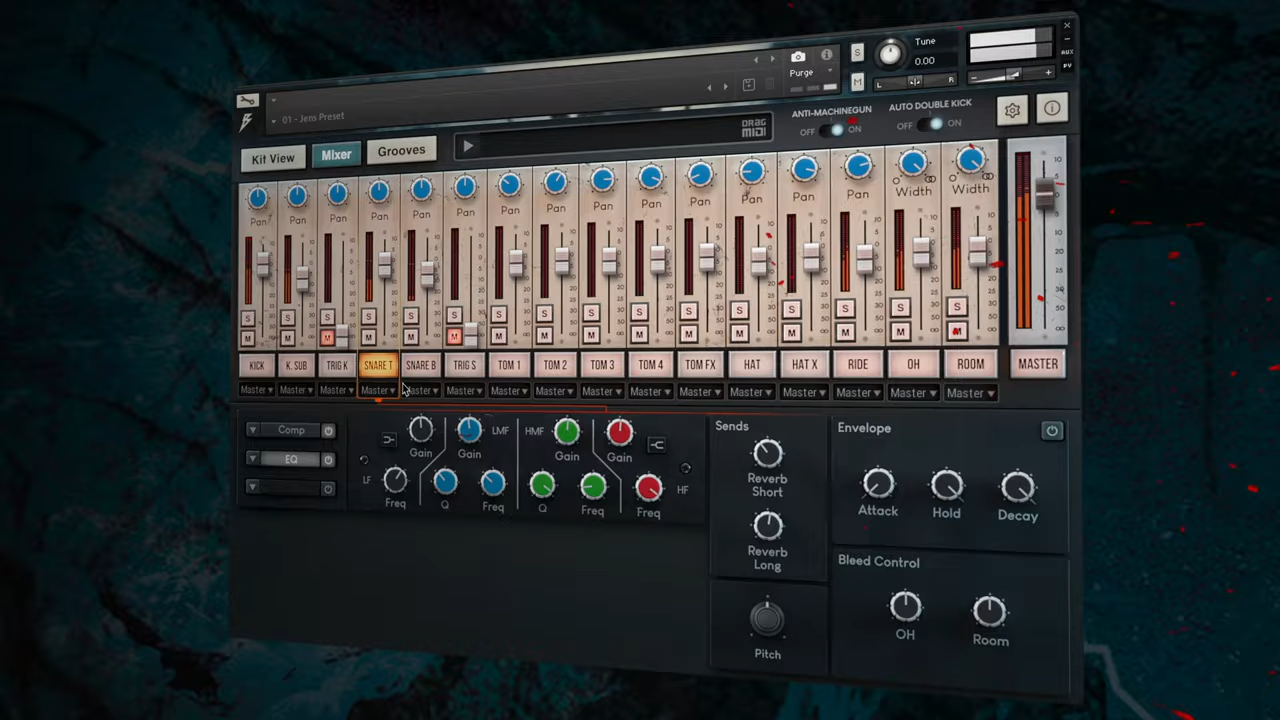 Tune
0.00
AUX
PV
Purge
S
M
L R
01 - Jens Preset
ANTI-MACHINEGUN
OFF ON
AUTO DOUBLE KICK
OFF ON
DRAG
MIDI
Kit View Mixer Grooves
Pan Pan Pan Pan Pan Pan Pan Pan Pan Pan Pan Pan Pan Pan Width Width
S S S S S S S S S S S S S S S S
M M M M M M M M M M M M M M M M
KICK K. SUB TRIG K SNARE T SNARE B TRIG S TOM 1 TOM 2 TOM 3 TOM 4 TOM FX HAT HAT X RIDE OH ROOM MASTER
Master Master Master Master Master Master Master Master Master Master Master Master Master Master Master Master
Comp
EQ
Gain Gain LMF HMF Gain Gain
LF Freq Q Freq Q Freq Freq HF
Sends
Reverb
Short
Reverb
Long
Pitch
Envelope
Attack Hold Decay
Bleed Control
OH Room